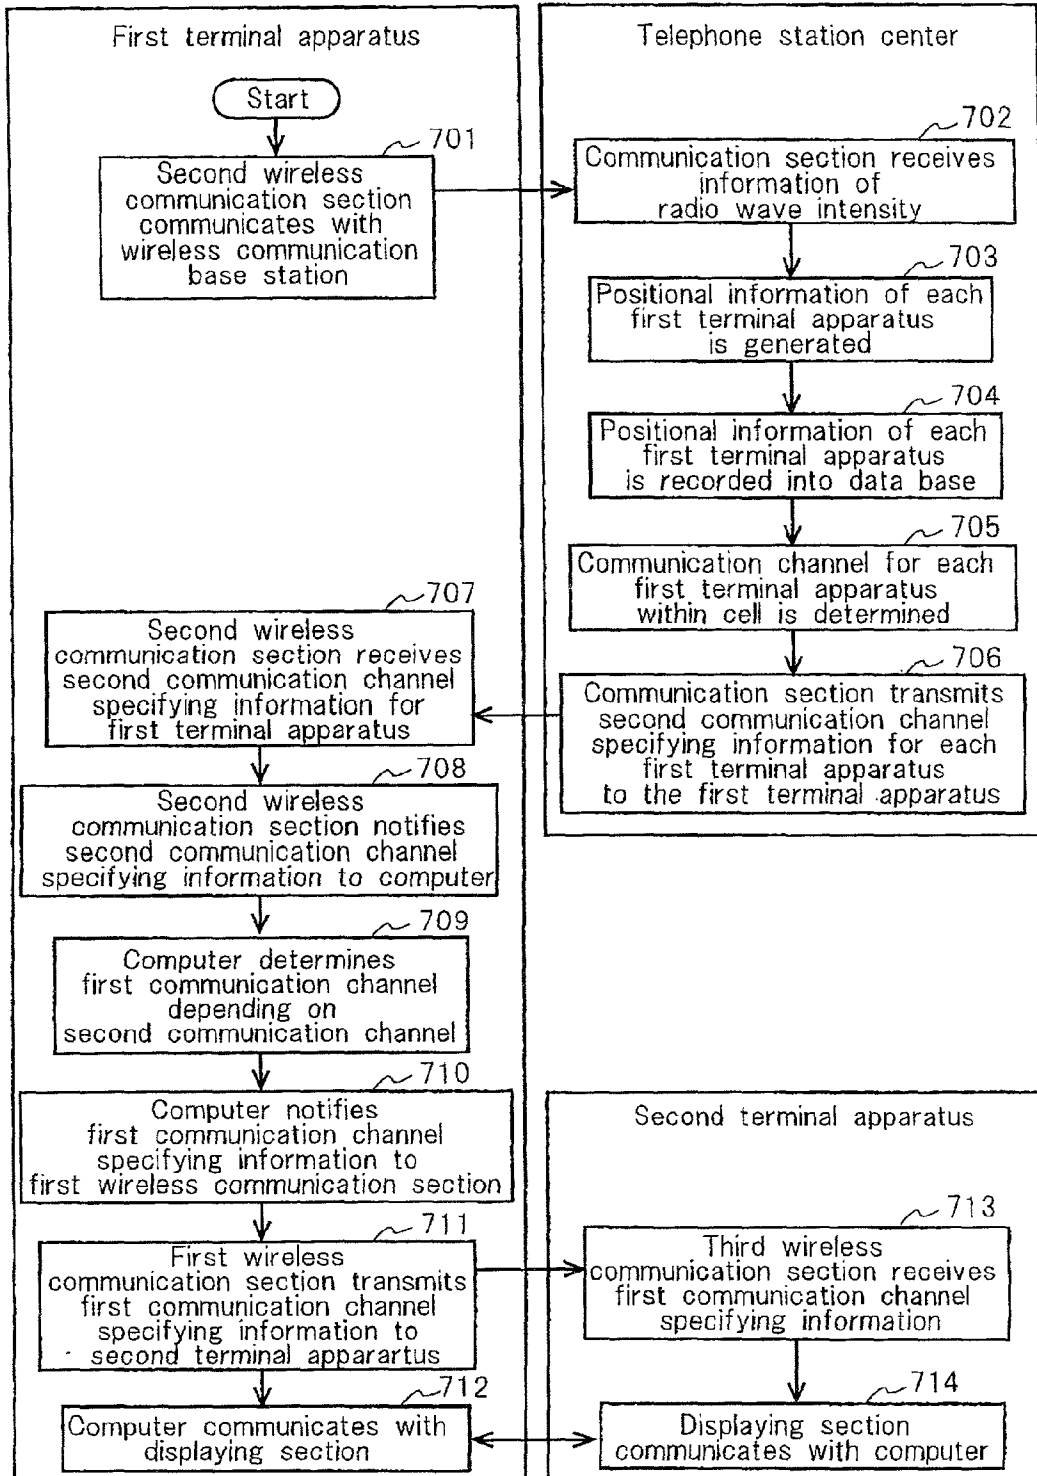 First terminal apparatus
Start
701
Second wireless
communication section
communicates with
wireless communication
base station
Telephone station center
702
Communication section receives
information of
radio wave intensity
703
Positional information of each
first terminal apparatus
is generated
704
Positional information of each
first terminal apparatus
is recorded into data base
705
Communication channel for each
first terminal apparatus
within cell is determined
706
Communication section transmits
second communication channel
specifying information for each
first terminal apparatus
to the first terminal apparatus
707
Second wireless
communication section receives
second communication channel
specifying information for
first terminal apparatus
708
Second wireless
communication section notifies
second communication channel
specifying information to computer
709
Computer determines
first communication channel
depending on
second communication channel
710
Computer notifies
first communication channel
specifying information to
first wireless communication section
711
First wireless
communication section transmits
first communication channel
specifying information to
second terminal apparartus
712
Computer communicates with
displaying section
Second terminal apparatus
713
Third wireless
communication section receives
first communication channel
specifying information
714
Displaying section
communicates with computer